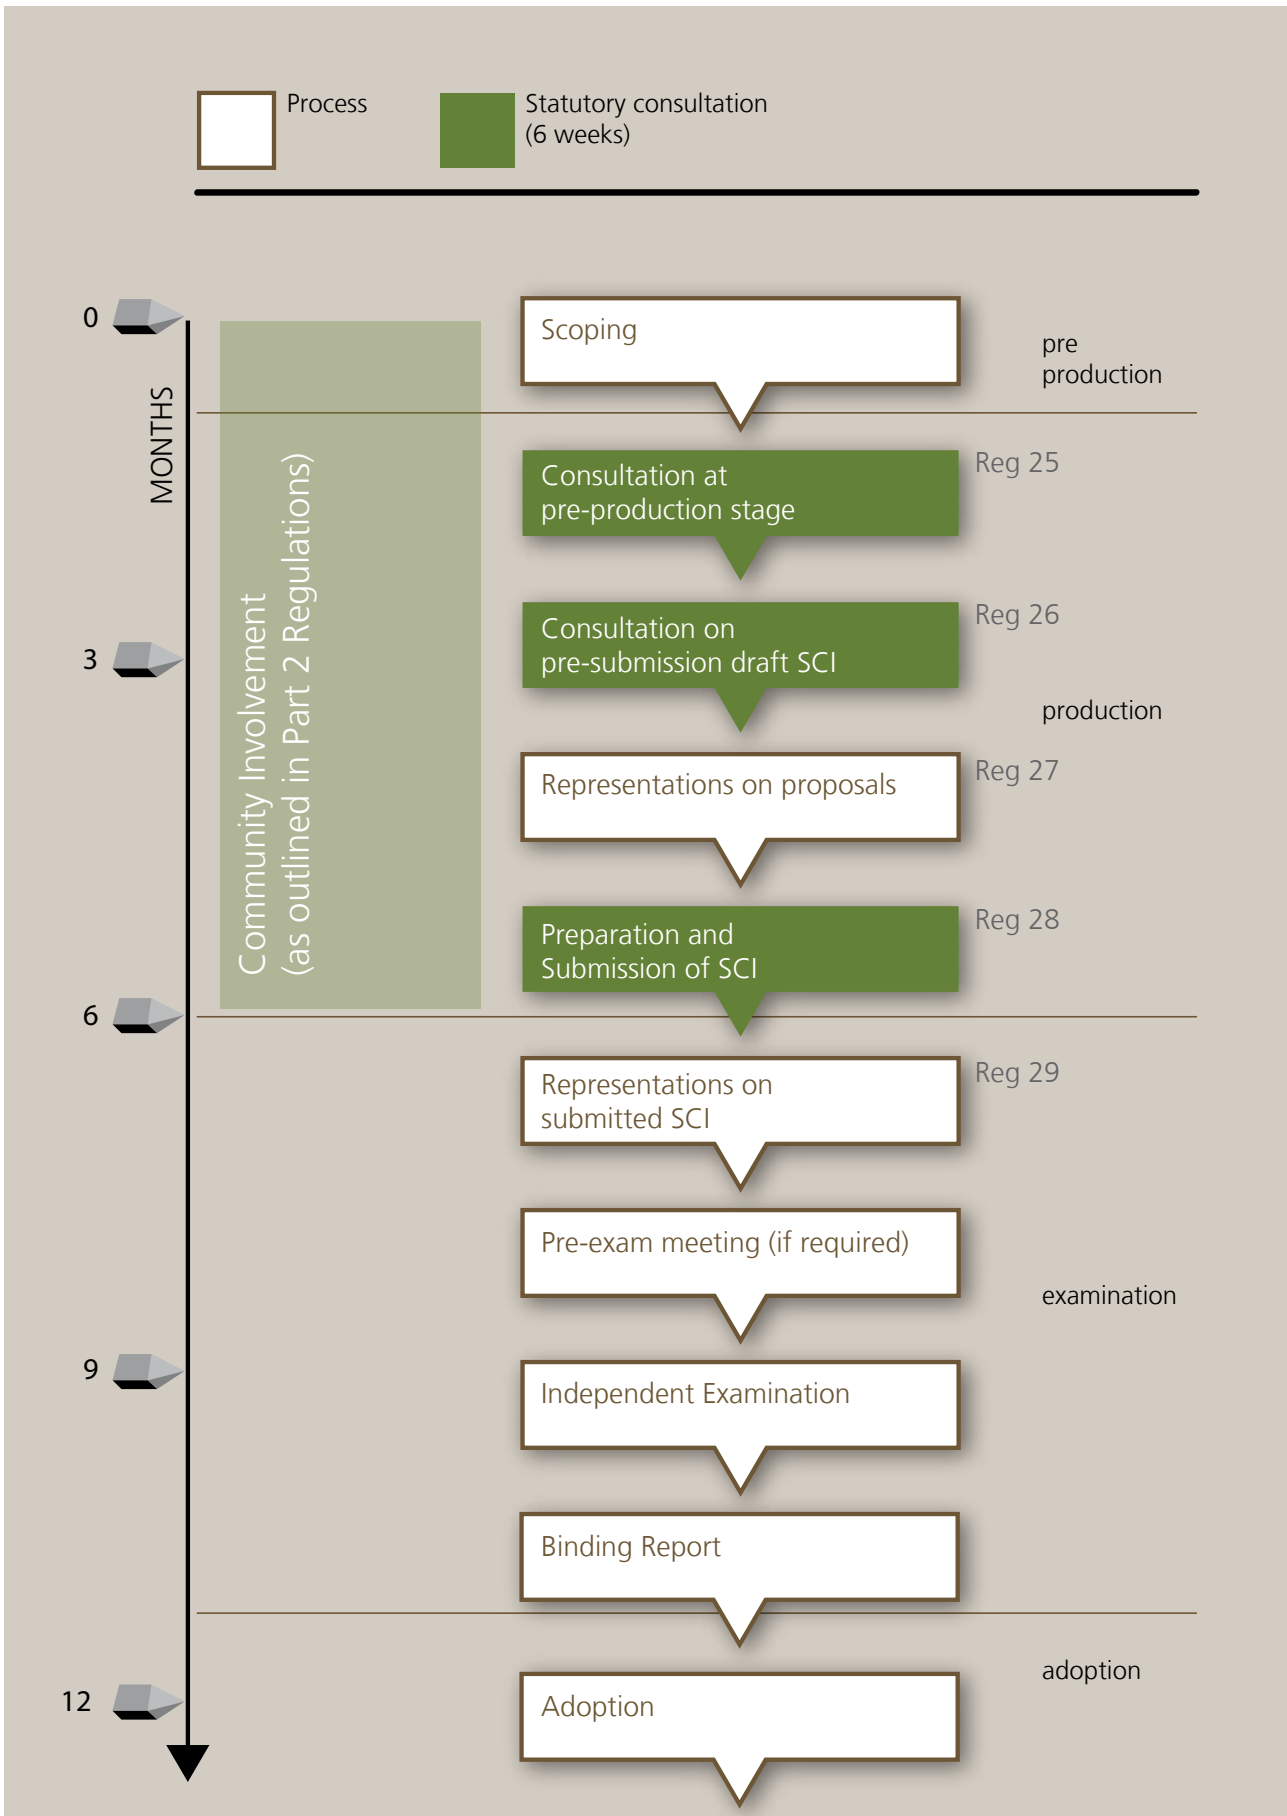 Process
Statutory consultation
(6 weeks)
0
MONTHS
3
6
9
12
Community Involvement
(as outlined in Part 2 Regulations)
Scoping
pre
production
Consultation at
pre-production stage
Reg 25
Consultation on
pre-submission draft SCI
Reg 26
production
Representations on proposals
Reg 27
Preparation and
Submission of SCI
Reg 28
Representations on
submitted SCI
Reg 29
Pre-exam meeting (if required)
examination
Independent Examination
Binding Report
adoption
Adoption